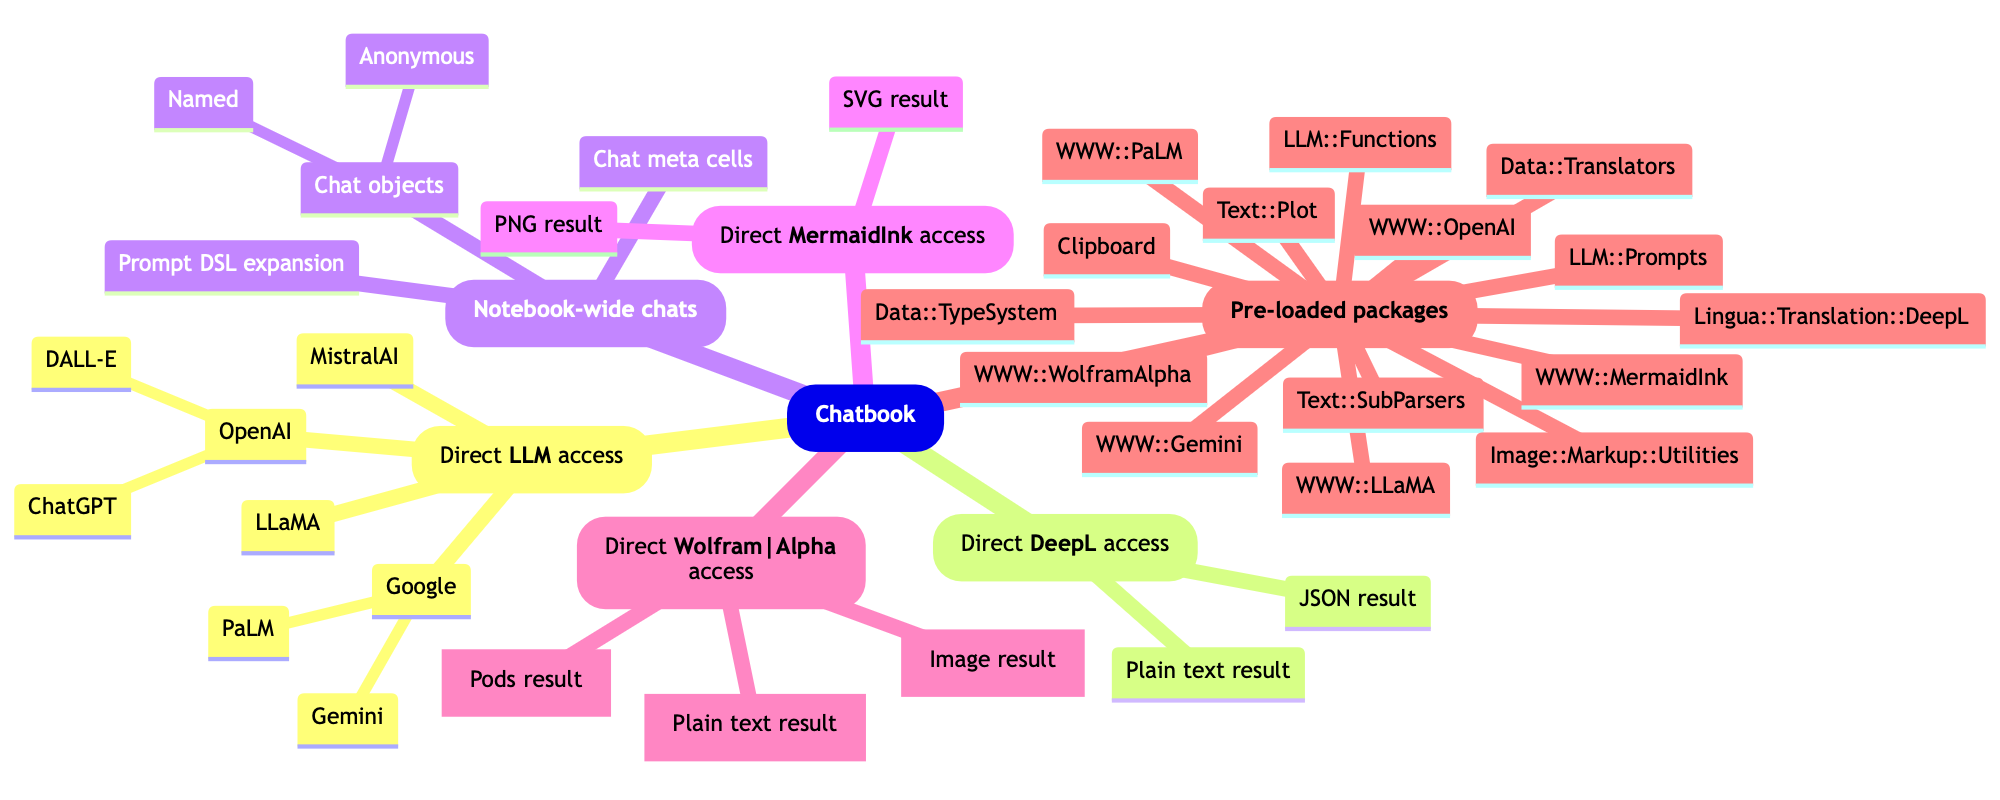 Anonymous
Named
Chat objects
Chat meta cells
Prompt DSL expansion
Notebook-wide chats
SVG result
PNG result
Direct MermaidInk access
WWW::PaLM
LLM::Functions
Data::Translators
Text::Plot
WWW::OpenAI
Clipboard
LLM::Prompts
Data::TypeSystem
Pre-loaded packages
Lingua::Translation::DeepL
WWW::WolframAlpha
WWW::MermaidInk
Text::SubParsers
WWW::Gemini
Image::Markup::Utilities
WWW::LLaMA
Chatbook
DALL-E
MistralAI
OpenAI
Direct LLM access
ChatGPT
LLaMA
Google
PaLM
Gemini
Direct Wolfram|Alpha
access
Pods result
Plain text result
Image result
Direct DeepL access
JSON result
Plain text result